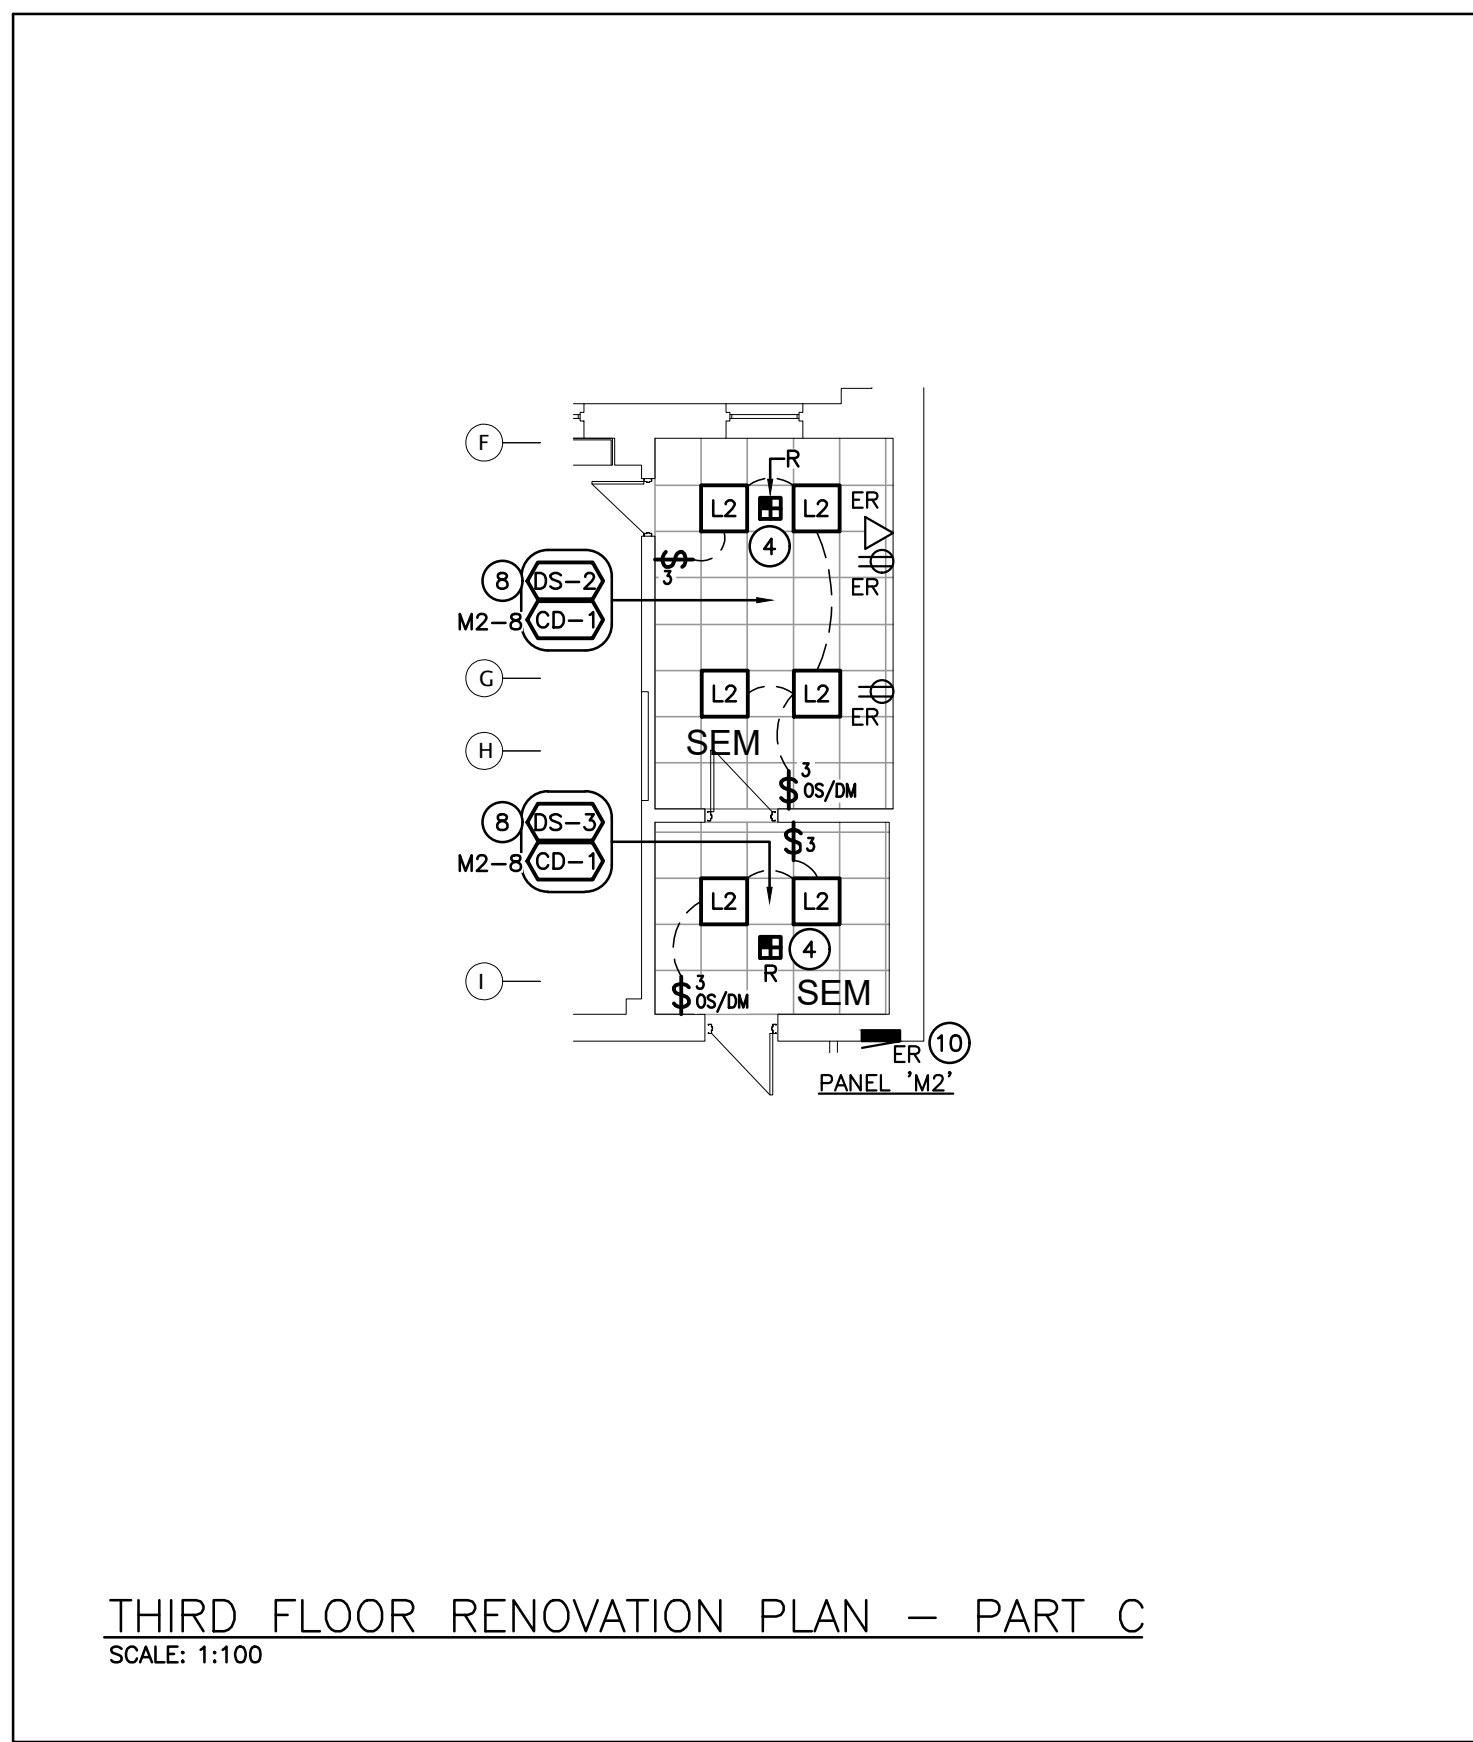 F
R
L2
L2
ER
4
3
8
DS-2
ER
M2-8
CD-1
G
L2
L2
ER
H
SEM
3
$ OS/DM
8
DS-3
$3
M2-8
CD-1
L2
L2
4
R
I
3
$ OS/DM
SEM
ER
10
PANEL 'M2'
THIRD FLOOR RENOVATION PLAN - PART C
SCALE: 1:100